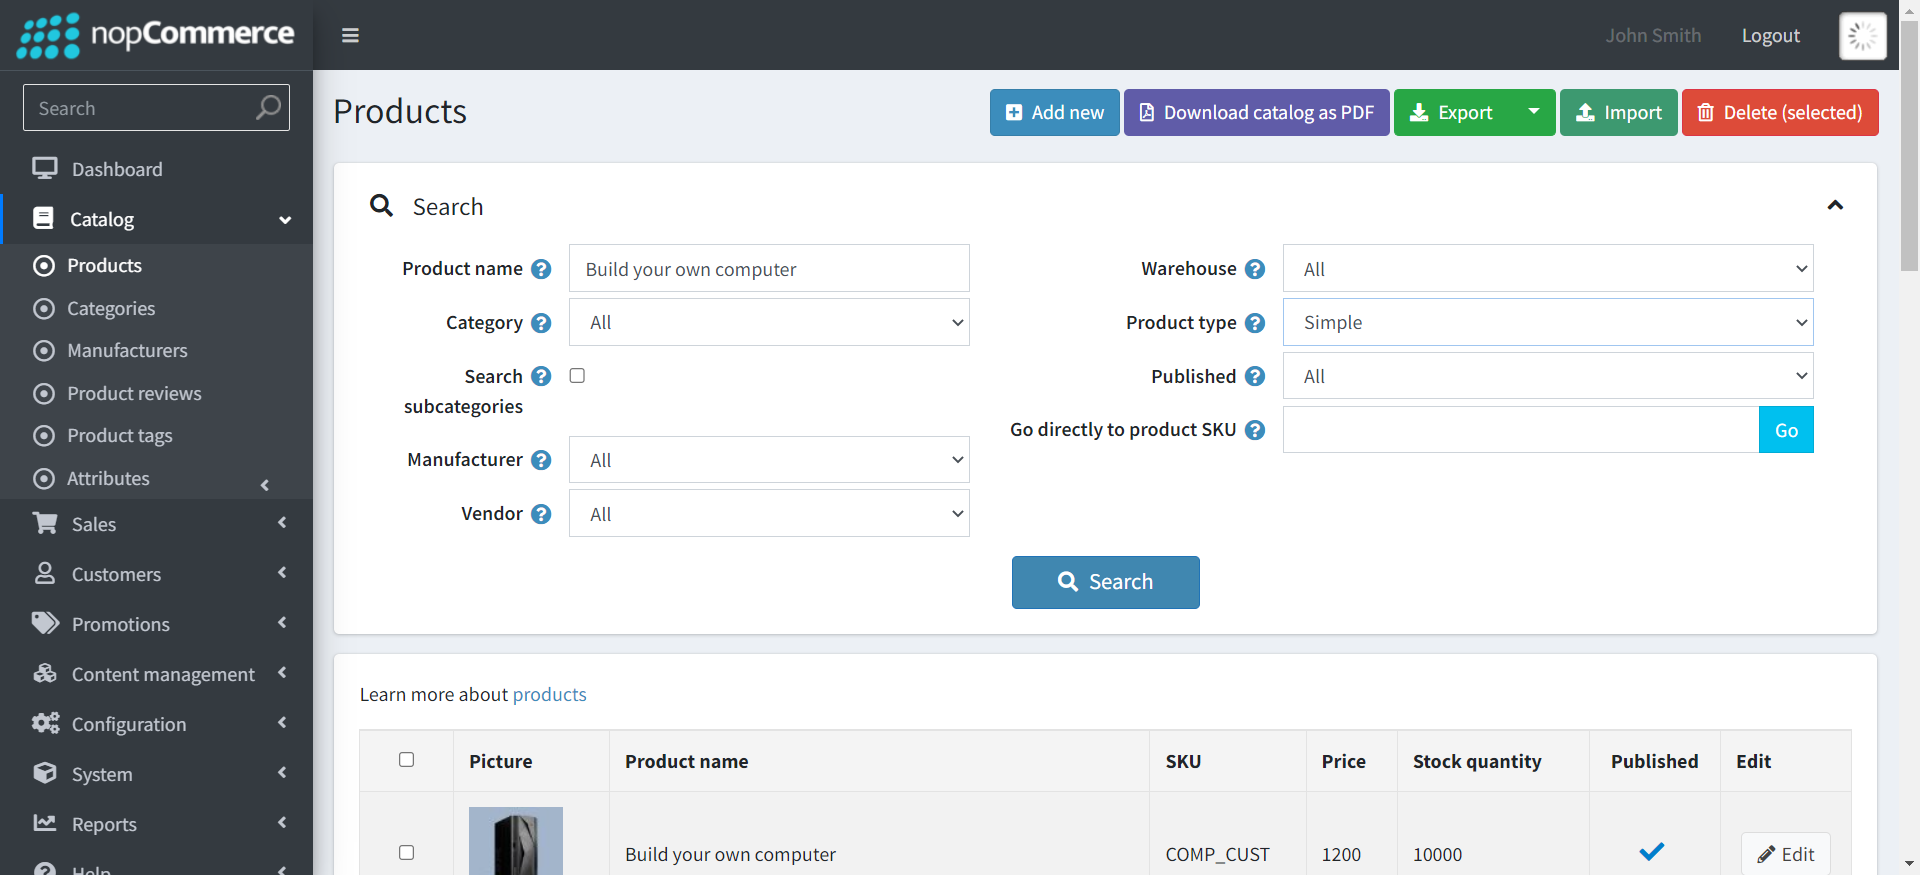 nopCommerce
John Smith
Logout
Search
Dashboard
Catalog
Products
Categories
Manufacturers
Product reviews
Product tags
Attributes
Sales
Customers
Promotions
Content management
Configuration
System
Reports
Help
Products
Add new
Download catalog as PDF
Export
Import
Delete (selected)
Search
Product name ? Build your own computer
Category ? All
Search ?
subcategories
Manufacturer ? All
Vendor ? All
Warehouse ? All
Product type ? Simple
Published ? All
Go directly to product SKU ? Go
Search
Learn more about products
Picture Product name SKU Price Stock quantity Published Edit
Build your own computer COMP_CUST 1200 10000 Edit